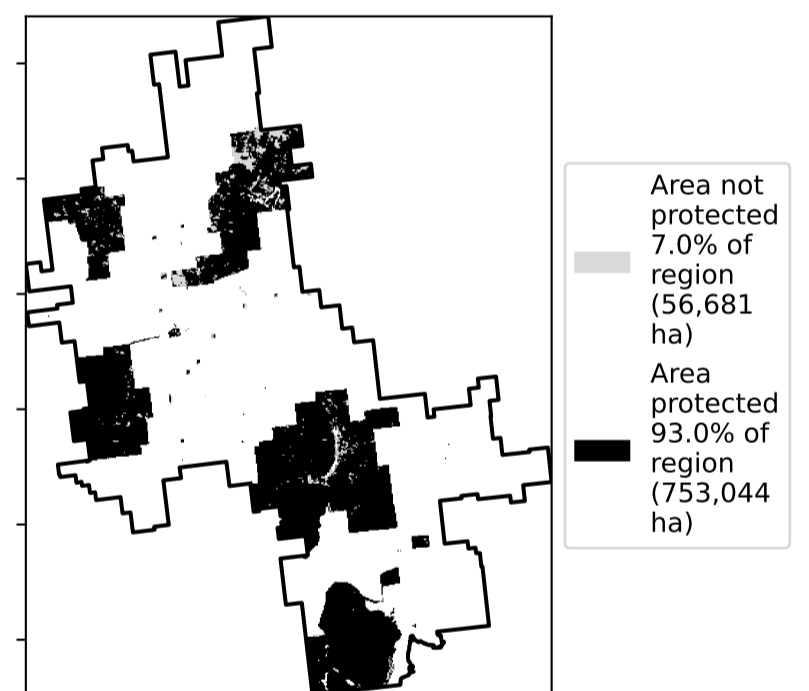 Area not
protected
7.0% of
region
(56,681
ha)
Area
protected
93.0% of
region
(753,044
ha)